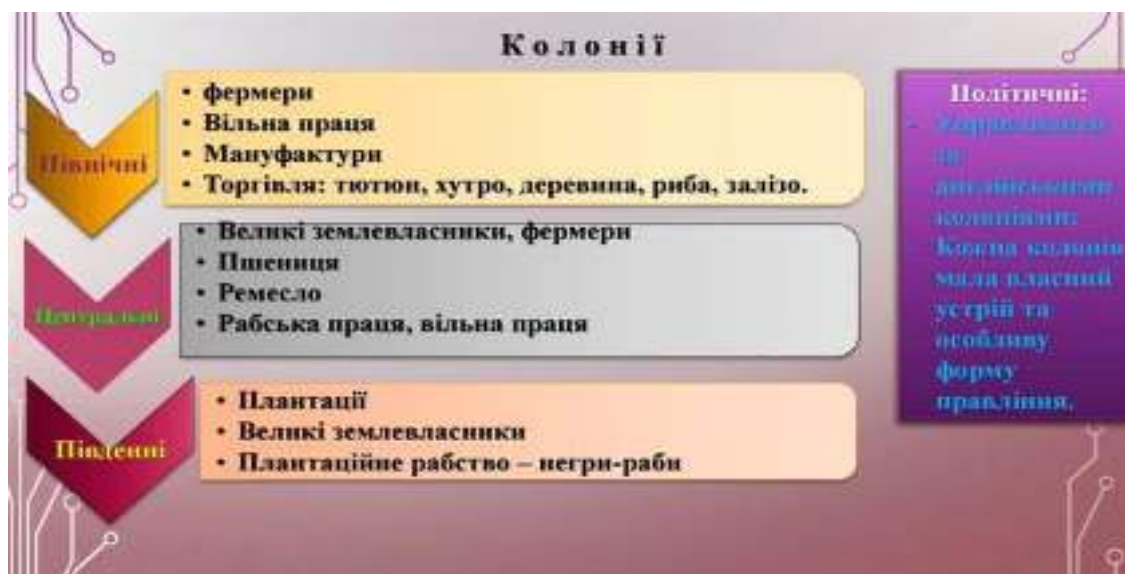 Колонії
Північні
• фермери
• Вільна праця
• Мануфактури
• Торгівля: тютюн, хутро, деревина, риба, залізо.
Центральні
• Великі землевласники, фермери
• Пшениця
• Ремесло
• Рабська праця, вільна праця
Південні
• Плантації
• Великі землевласники
• Плантаційне рабство – негри-раби
Політичні:
англійськими
колоніями:
Кожна колонія
мала власний
устрій та
особливу
форму
правління.